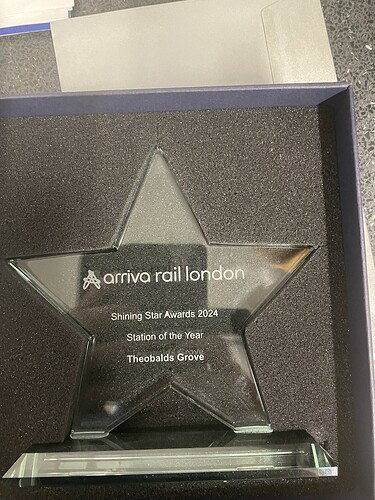 arriva rail london
Shining Star Awards 2024
Station of the Year
Theobalds Grove